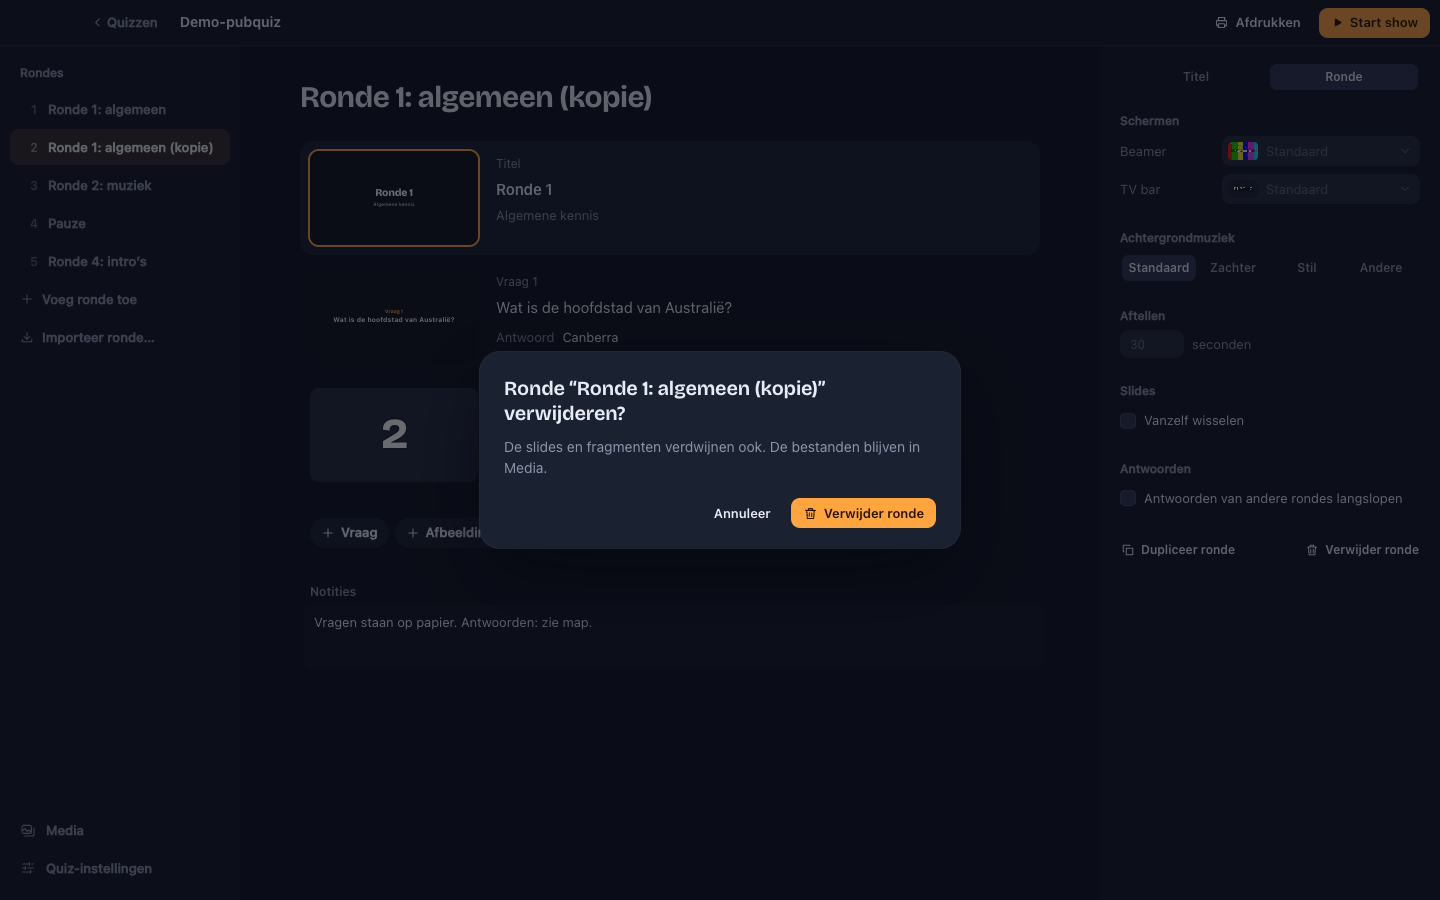 Quizzen
Demo-pubquiz
Afdrukken
Start show
Rondes
1 Ronde 1: algemeen
2 Ronde 1: algemeen (kopie)
3 Ronde 2: muziek
4 Pauze
5 Ronde 4: intro's
Voeg ronde toe
Importeer ronde...
Media
Quiz-instellingen
Ronde 1: algemeen (kopie)
Ronde 1
Algemene kennis
Titel
Ronde 1
Algemene kennis
Vraag 1
Wat is de hoofdstad van Australië?
Vraag 1
Wat is de hoofdstad van Australië?
Antwoord Canberra
2
Vraag
Afbeeldin
Notities
Vragen staan op papier. Antwoorden: zie map.
Ronde “Ronde 1: algemeen (kopie)”
verwijderen?
De slides en fragmenten verdwijnen ook. De bestanden blijven in
Media.
Annuleer
Verwijder ronde
Titel
Ronde
Schermen
Beamer
Standaard
TV bar
Standaard
Achtergrondmuziek
Standaard
Zachter
Stil
Andere
Aftellen
30 seconden
Slides
Vanzelf wisselen
Antwoorden
Antwoorden van andere rondes langslopen
Dupliceer ronde
Verwijder ronde